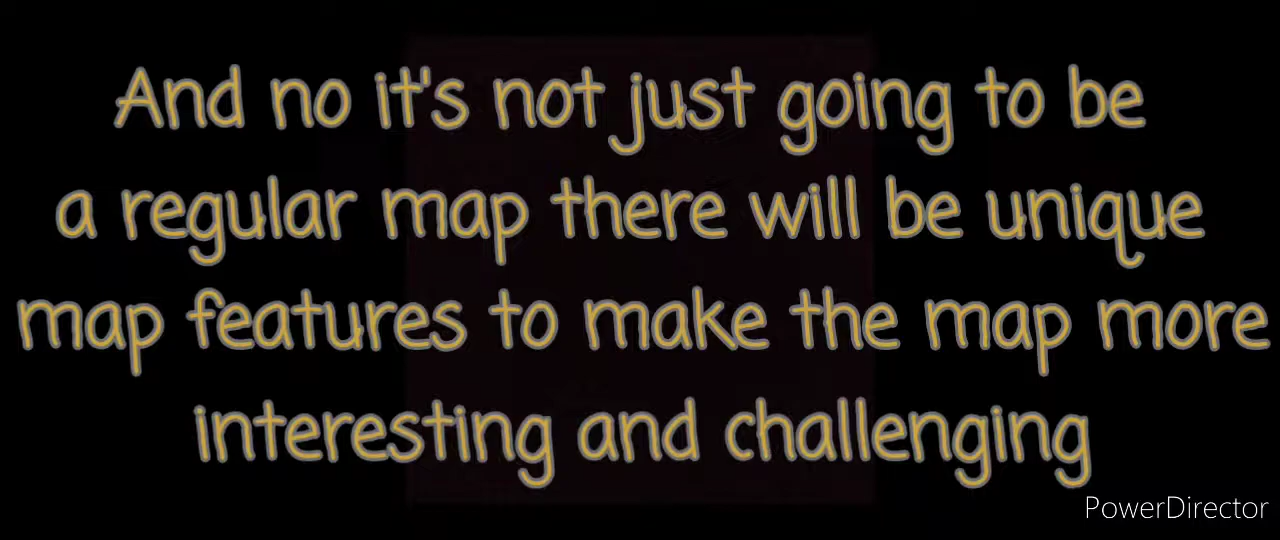 And no it's not just going to be
a regular map there will be unique
map features to make the map more
interesting and challenging
PowerDirector